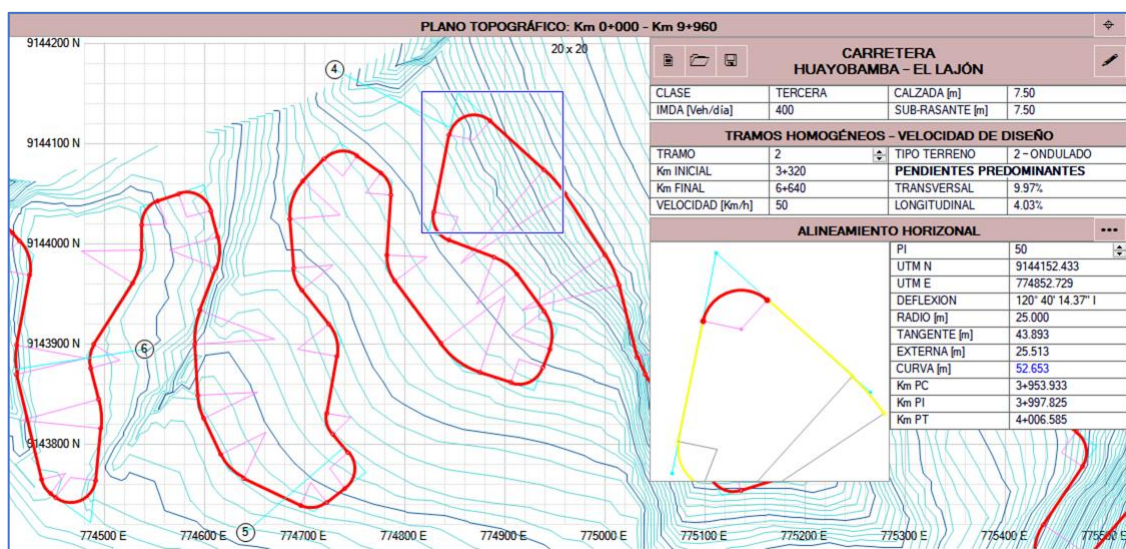 PLANO TOPOGRÁFICO: Km 0+000 - Km 9+960
9144200 N
20 x 20
4
9144100 N
9144000 N
9143900 N
6
9143800 N
5
774500 E
774600 E
774700 E
774800 E
774900 E
775000 E
775100 E
775200 E
775300 E
775400 E
CARRETERA
HUAYOBAMBA – EL LAJÓN
CLASE TERCERA CALZADA [m] 7.50
IMDA [Veh/día] 400 SUB-RASANTE [m] 7.50
TRAMOS HOMOGÉNEOS – VELOCIDAD DE DISEÑO
TRAMO 2 TIPO TERRENO 2 – ONDULADO
Km INICIAL 3+320 PENDIENTES PREDOMINANTES
Km FINAL 6+640 TRANSVERSAL 9.97%
VELOCIDAD [Km/h] 50 LONGITUDINAL 4.03%
ALINEAMIENTO HORIZONAL
PI 50
UTM N 9144152.433
UTM E 774852.729
DEFLEXION 120° 40' 14.37" I
RADIO [m] 25.000
TANGENTE [m] 43.893
EXTERNA [m] 25.513
CURVA [m] 52.653
Km PC 3+953.933
Km PI 3+997.825
Km PT 4+006.585